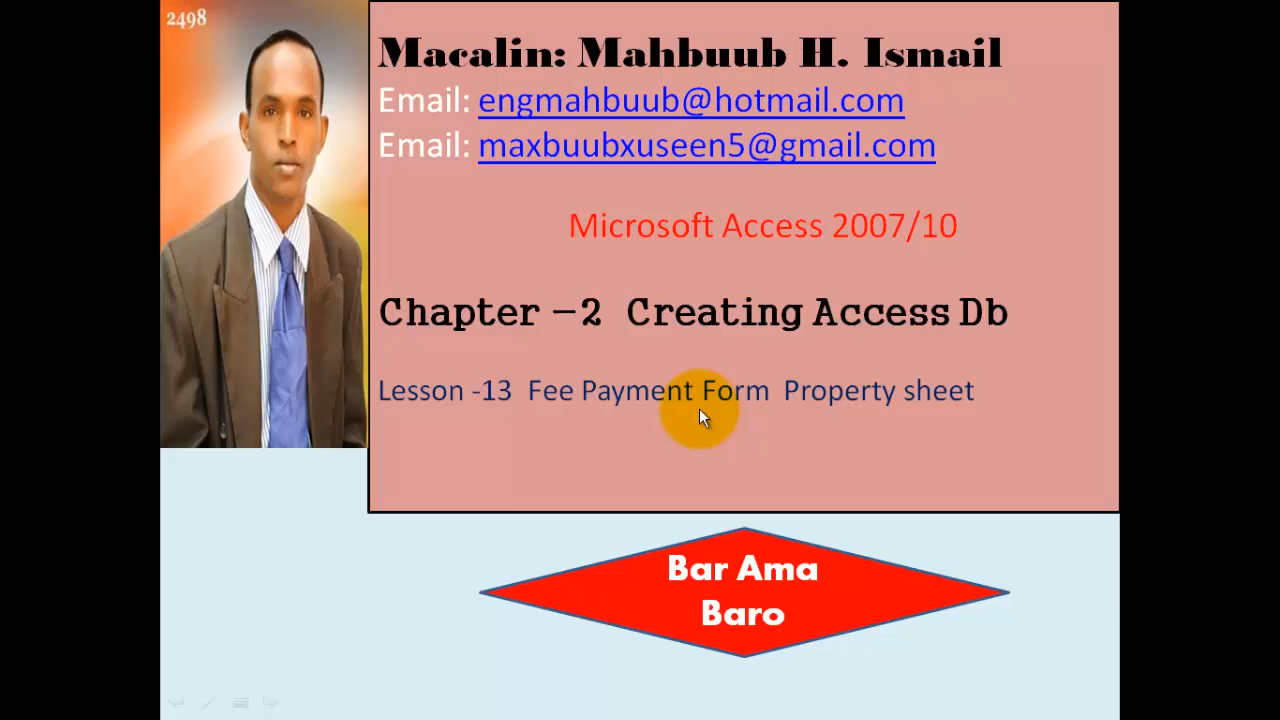 2498
Macalin: Mahbuub H. Ismail
Email: engmahbuub@hotmail.com
Email: maxbuubxuseen5@gmail.com
Microsoft Access 2007/10
Chapter -2 Creating Access Db
Lesson -13 Fee Payment Form Property sheet
Bar Ama
Baro